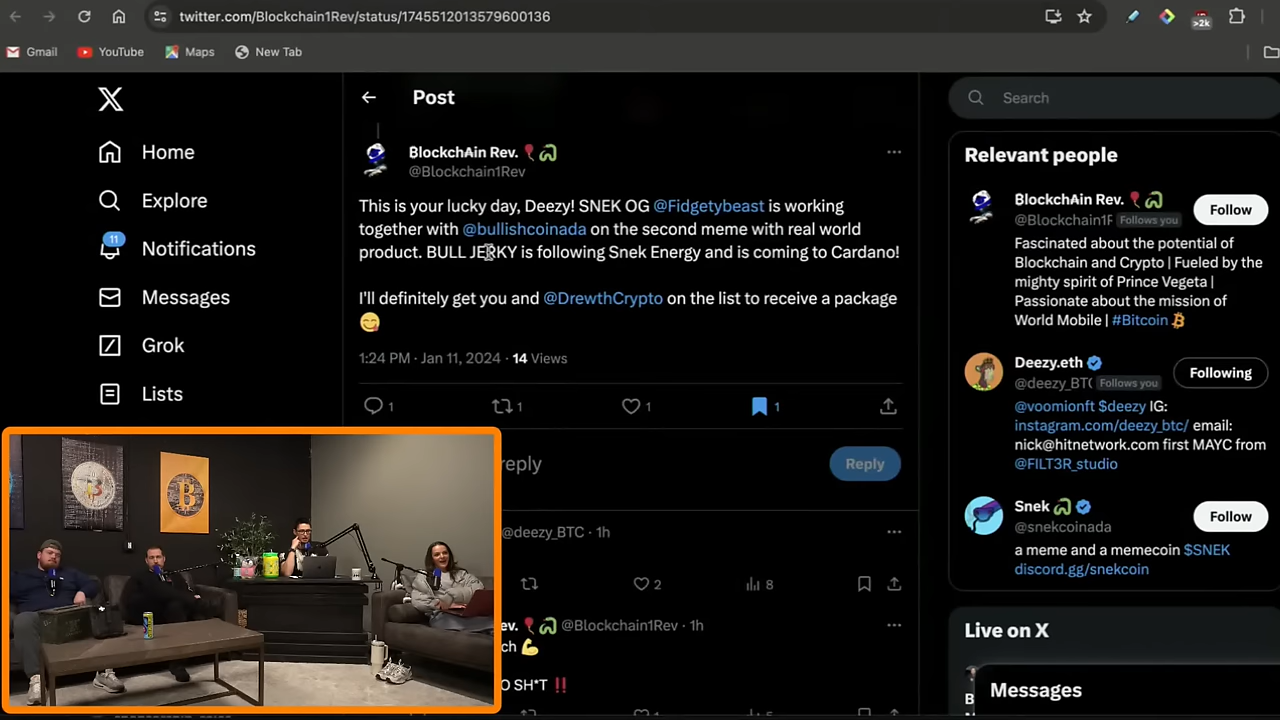 twitter.com/Blockchain1Rev/status/1745512013579600136
>2k
Gmail
YouTube
Maps
New Tab
Home
Explore
11
Notifications
Messages
Grok
Lists
Post
BlockchAin Rev.
@Blockchain1Rev
This is your lucky day, Deezy! SNEK OG @Fidgetybeast is working
together with @bullishcoinada on the second meme with real world
product. BULL JERKY is following Snek Energy and is coming to Cardano!
I'll definitely get you and @DrewthCrypto on the list to receive a package
😋
1:24 PM · Jan 11, 2024 · 14 Views
1
1
1
1
reply
Reply
@deezy_BTC · 1h
2
8
@Blockchain1Rev · 1h
O SH*T ‼️
Search
Relevant people
BlockchAin Rev.
@Blockchain1F
Follows you
Follow
Fascinated about the potential of
Blockchain and Crypto | Fueled by the
mighty spirit of Prince Vegeta |
Passionate about the mission of
World Mobile | #Bitcoin
Deezy.eth
@deezy_BTC
Follows you
Following
@voomionft $deezy IG:
instagram.com/deezy_btc/ email:
nick@hitnetwork.com first MAYC from
@FILT3R_studio
Snek
@snekcoinada
Follow
a meme and a memecoin $SNEK
discord.gg/snekcoin
Live on X
Messages